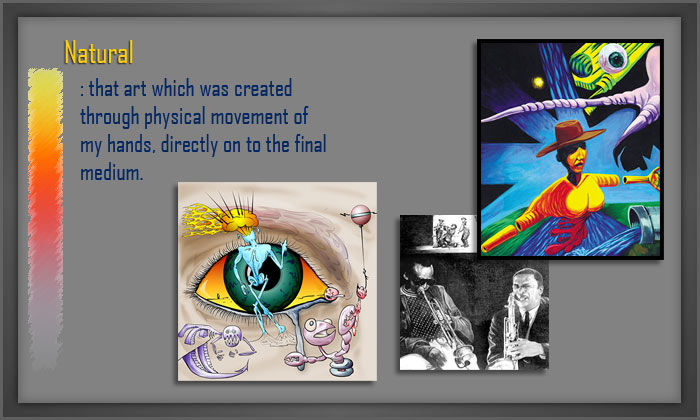 Natural
: that art which was created
through physical movement of
my hands, directly on to the final
medium.